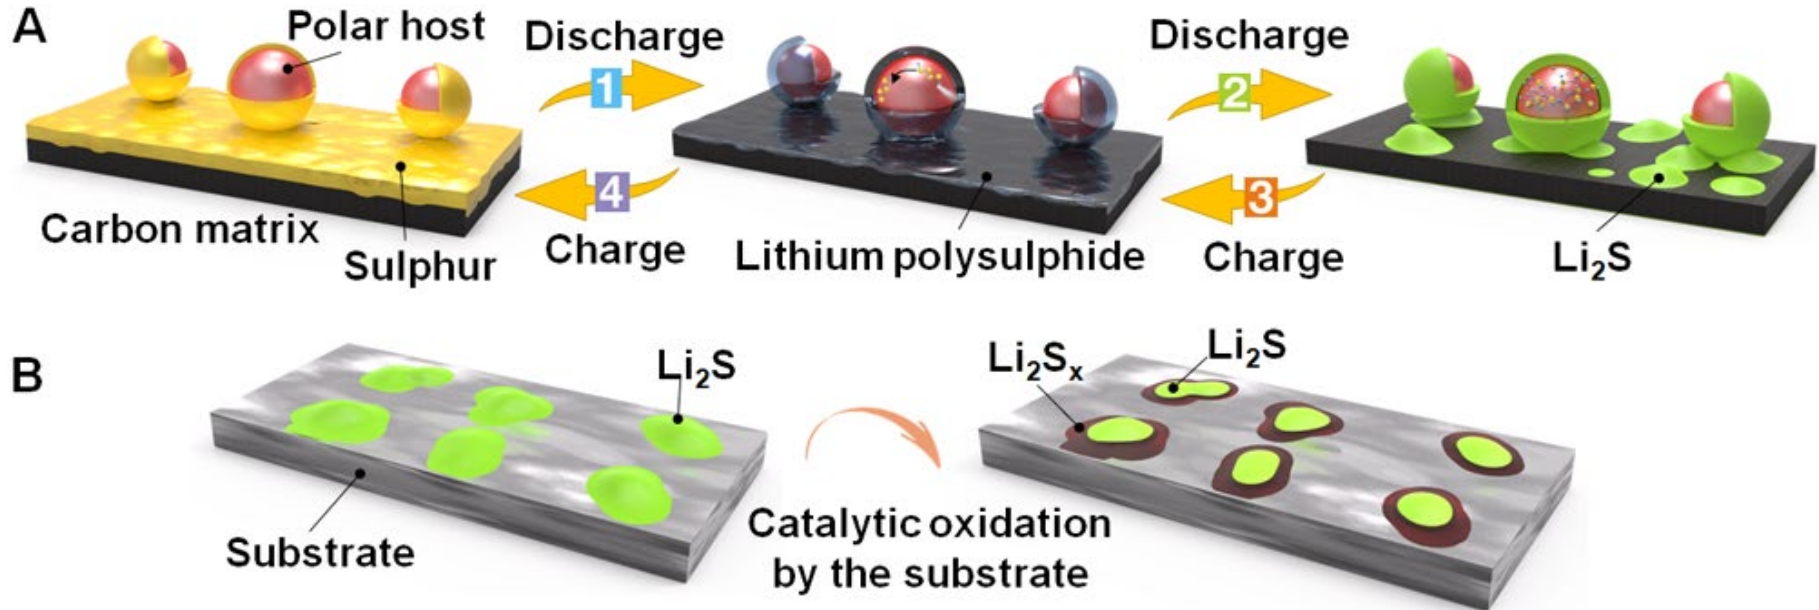 A
Polar host
Discharge
1
Discharge
2
4
3
Carbon matrix
Sulphur
Charge
Lithium polysulphide
Charge
Li₂S
B
Li₂S
Li₂Sₓ
Li₂S
Substrate
Catalytic oxidation
by the substrate